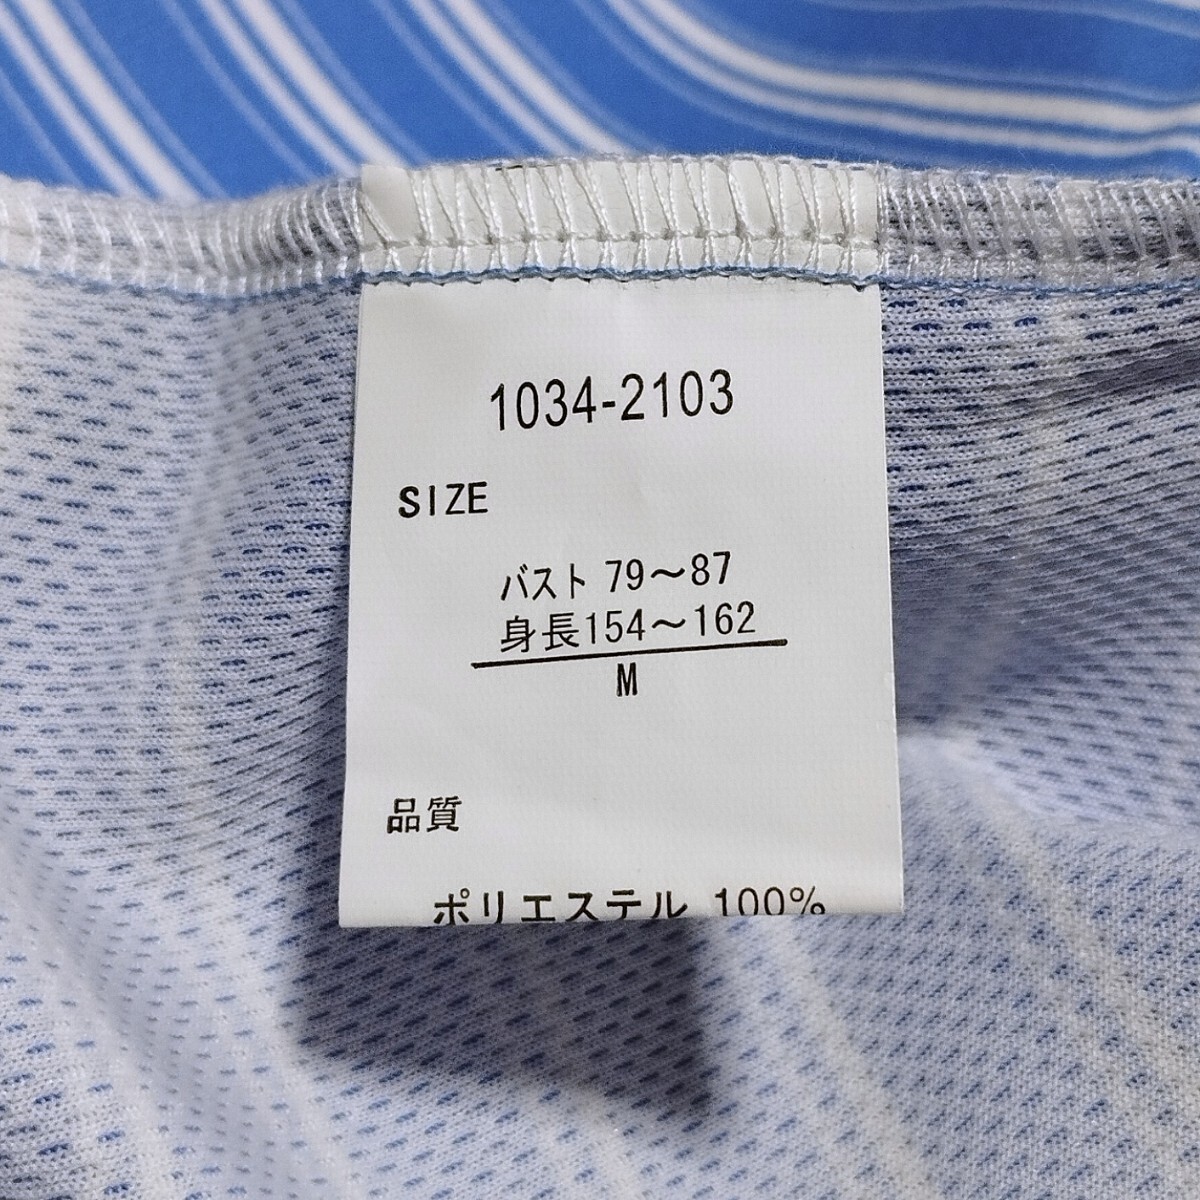 1034-2103
SIZE
バスト 79～87
身長154～162
M
品質
ポリエステル 100%